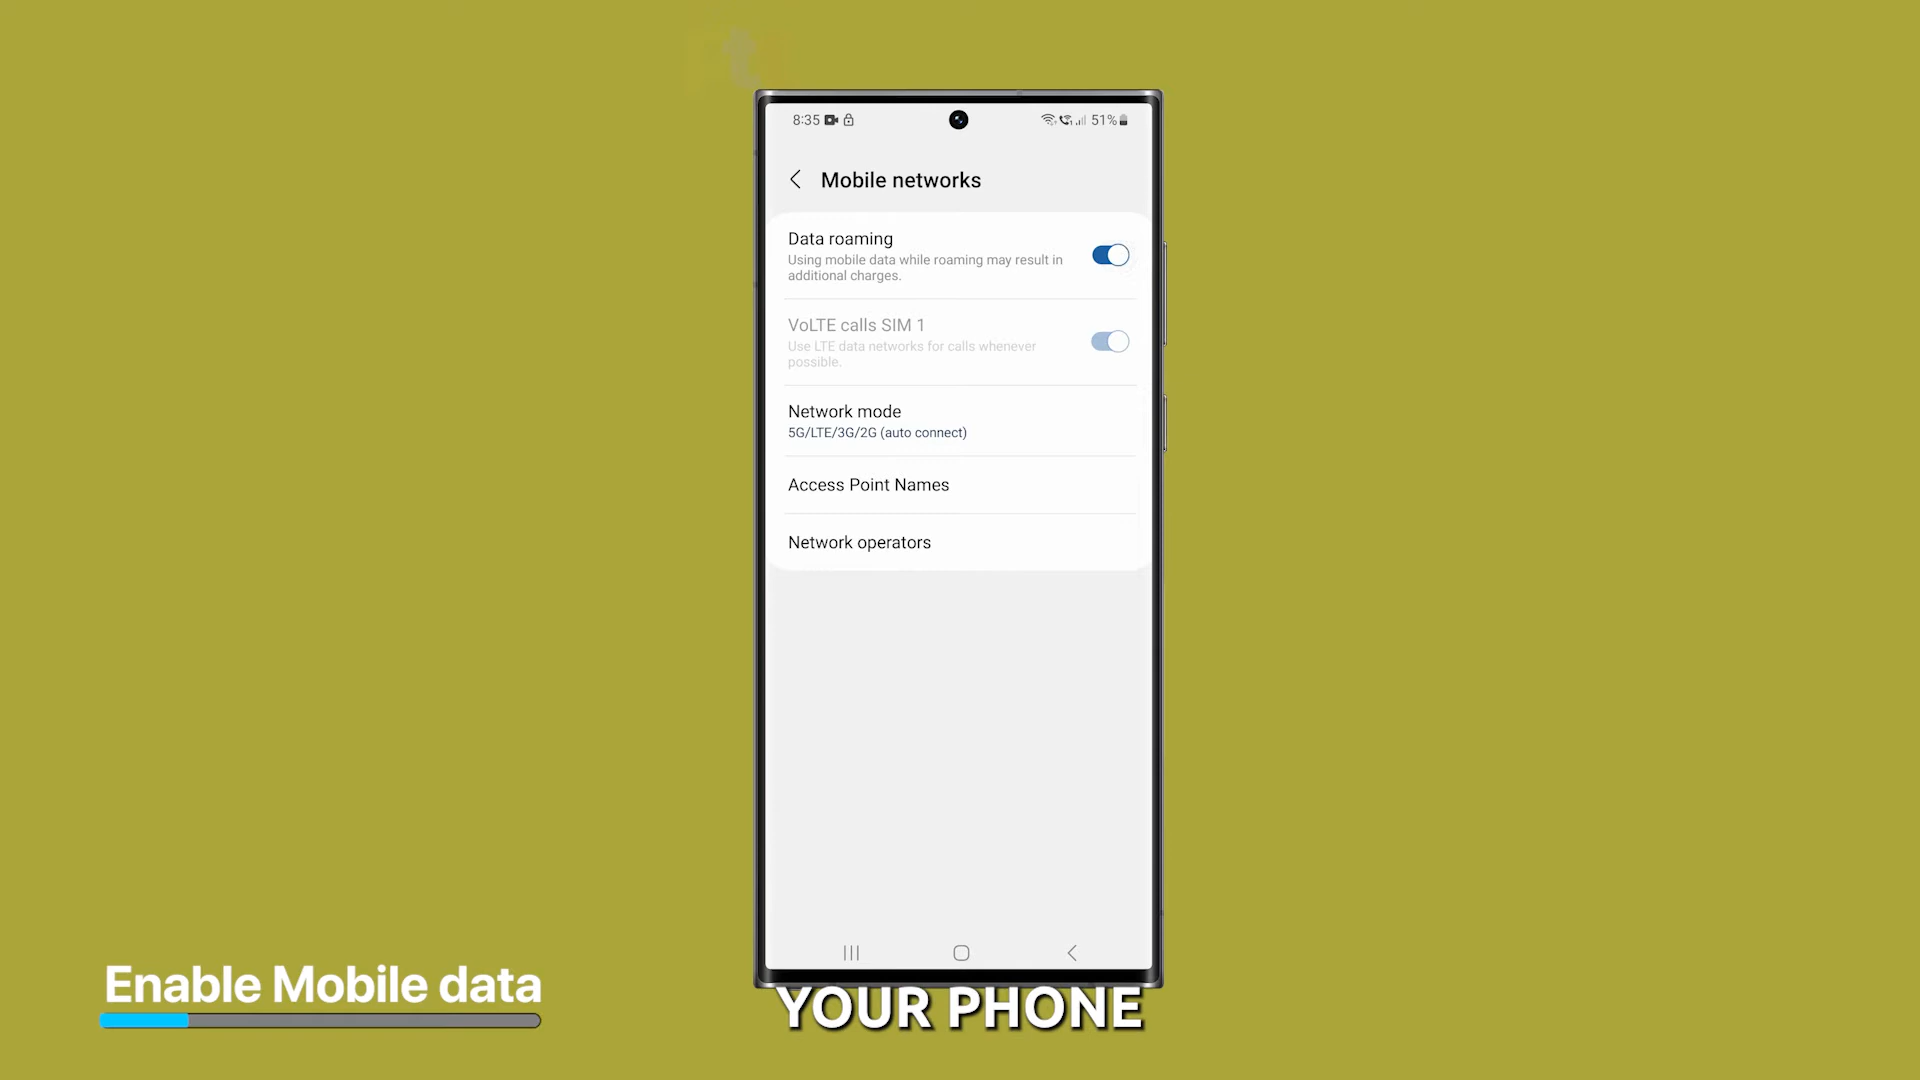 8:35
51%
Mobile networks
Data roaming
Using mobile data while roaming may result in
additional charges.
VoLTE calls SIM 1
Use LTE data networks for calls whenever
possible.
Network mode
5G/LTE/3G/2G (auto connect)
Access Point Names
Network operators
Enable Mobile data
YOUR PHONE